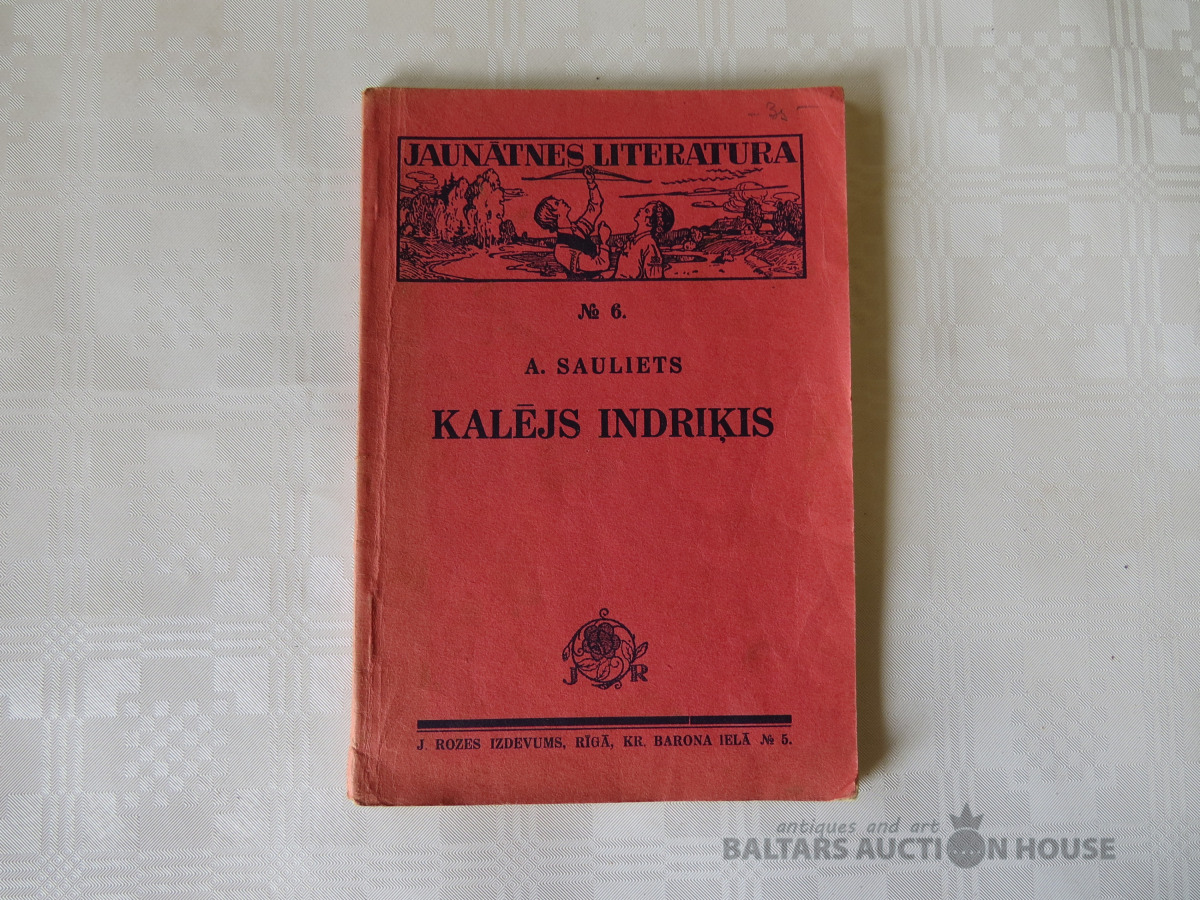 - 35 -
JAUNĀTNES LITERATURA
№ 6.
A. SAULIETS
KALĒJS INDRIĶIS
J R
J. ROZES IZDEVUMS, RĪGĀ, KR. BARONA IELĀ № 5.
antiques and art
BALTARS AUCTION HOUSE